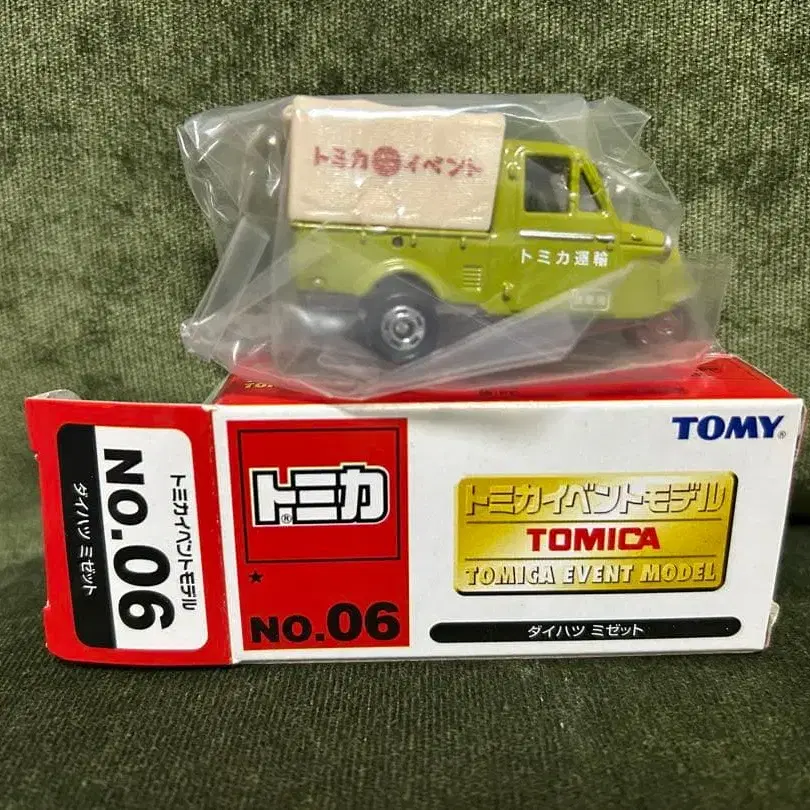 トミカ イベント
トミカ運輸
TOMY®
トミカイベントモデル
NO.06
ダイハツ ミゼット
トミカ®
NO.06
トミカイベントモデル
TOMICA
TOMICA EVENT MODEL
ダイハツ ミゼット